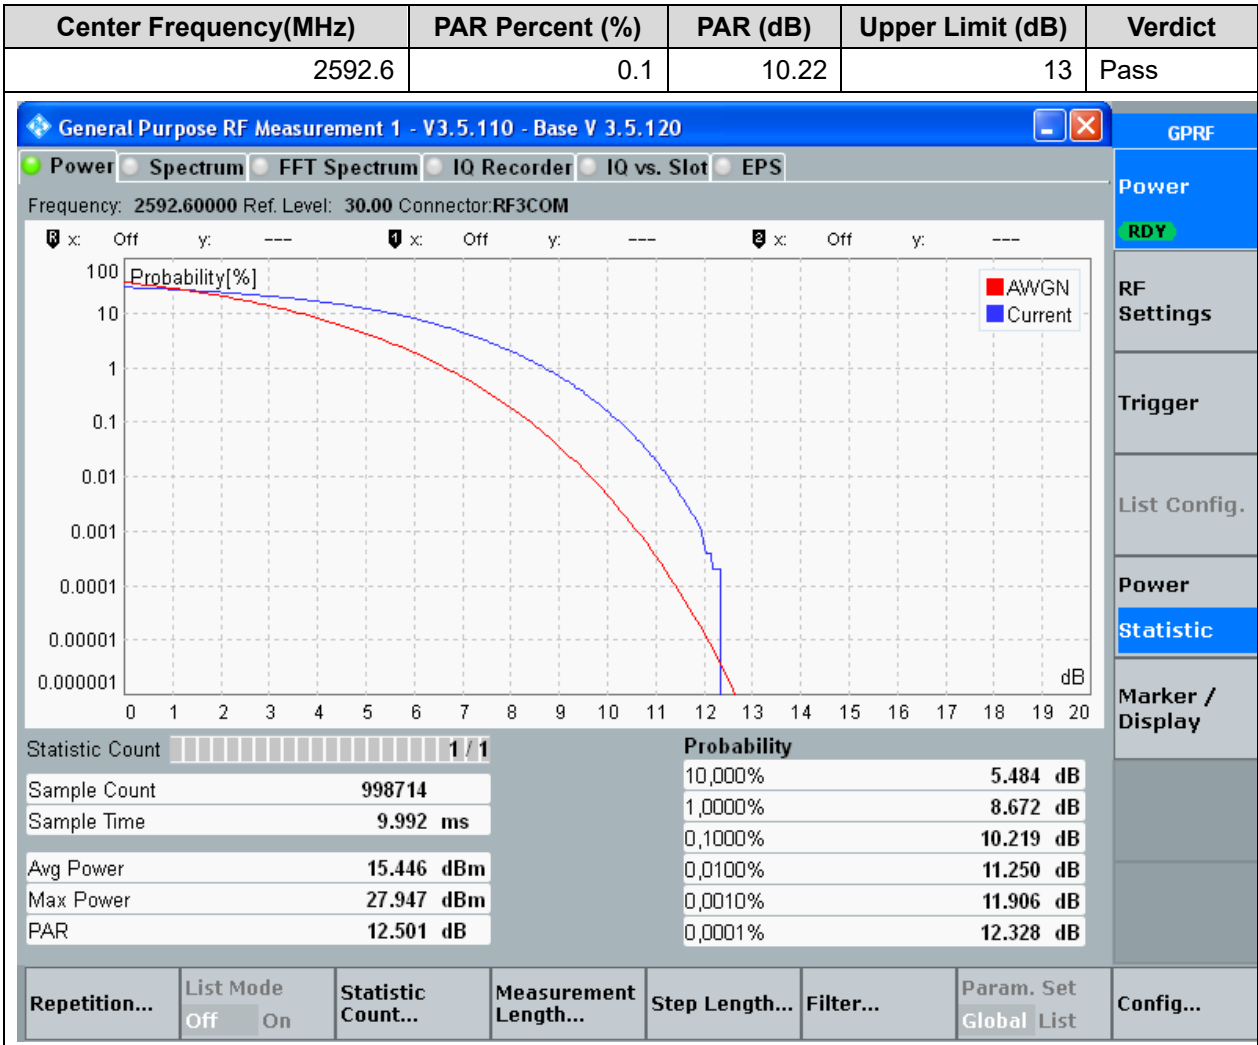 Center Frequency(MHz) PAR Percent (%) PAR (dB) Upper Limit (dB) Verdict
2592.6 0.1 10.22 13 Pass
General Purpose RF Measurement 1 - V3.5.110 - Base V 3.5.120
GPRF
Power Spectrum FFT Spectrum IQ Recorder IQ vs. Slot EPS
Power
RDY
Frequency: 2592.60000 Ref. Level: 30.00 Connector:RF3COM
R x: Off y: --- 1 x: Off y: --- 2 x: Off y: ---
Probability[%]
100
10
1
0.1
0.01
0.001
0.0001
0.00001
0.000001
AWGN
Current
dB
0 1 2 3 4 5 6 7 8 9 10 11 12 13 14 15 16 17 18 19 20
RF
Settings
Trigger
List Config.
Power
Statistic
Marker /
Display
Statistic Count 1 / 1
Sample Count 998714
Sample Time 9.992 ms
Avg Power 15.446 dBm
Max Power 27.947 dBm
PAR 12.501 dB
Probability
10,000% 5.484 dB
1,0000% 8.672 dB
0,1000% 10.219 dB
0,0100% 11.250 dB
0,0010% 11.906 dB
0,0001% 12.328 dB
Repetition...
List Mode
Off On
Statistic
Count...
Measurement
Length...
Step Length...
Filter...
Param. Set
Global List
Config...